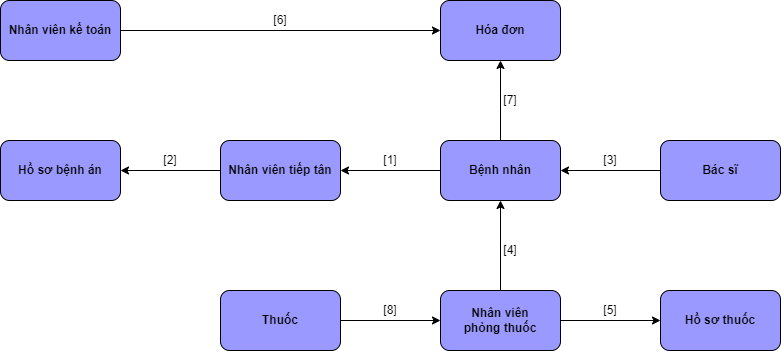 Nhân viên kế toán
[6]
Hóa đơn
[7]
Hồ sơ bệnh án
[2]
Nhân viên tiếp tân
[1]
Bệnh nhân
[3]
Bác sĩ
[4]
Thuốc
[8]
Nhân viên
phòng thuốc
[5]
Hồ sơ thuốc